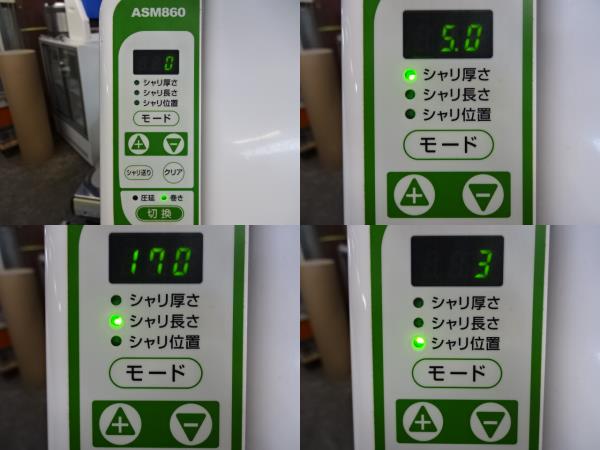 ASM860
0
シャリ厚さ
シャリ長さ
シャリ位置
モード
+ −
シャリ送り クリア
圧延 巻き
切換
5.0
シャリ厚さ
シャリ長さ
シャリ位置
モード
+ −
170
シャリ厚さ
シャリ長さ
シャリ位置
モード
+ −
3
シャリ厚さ
シャリ長さ
シャリ位置
モード
+ −